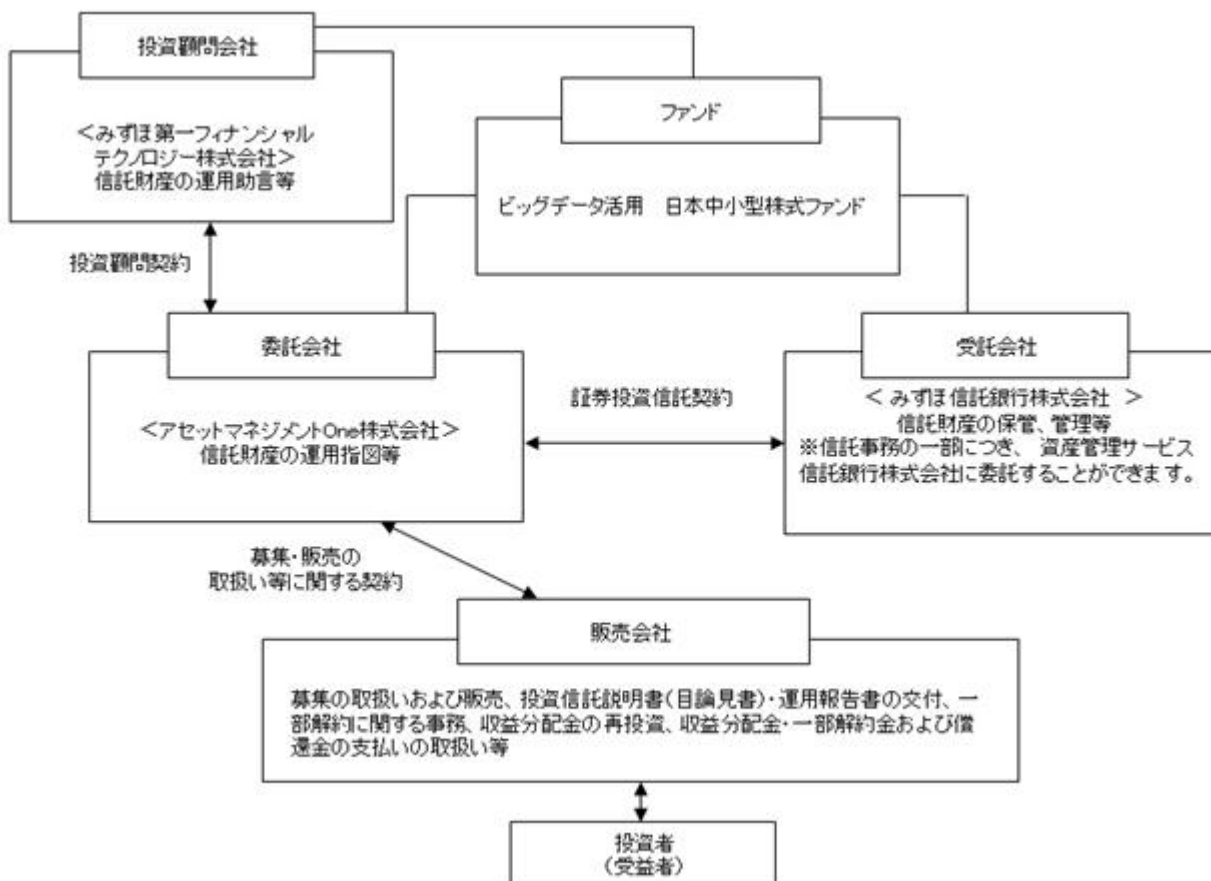 投資顧問会社
<みずほ第一フィナンシャル
テクノロジー株式会社>
信託財産の運用助言等
ファンド
ビッグデータ活用 日本中小型株式ファンド
投資顧問契約
委託会社
<アセットマネジメントOne株式会社>
信託財産の運用指図等
証券投資信託契約
受託会社
< みずほ信託銀行株式会社 >
信託財産の保管、管理等
※信託事務の一部につき、 資産管理サービス
信託銀行株式会社に委託することができます。
募集・販売の
取扱い等に関する契約
販売会社
募集の取扱いおよび販売、投資信託説明書(目論見書)・運用報告書の交付、一
部解約に関する事務、収益分配金の再投資、収益分配金・一部解約金および償
還金の支払いの取扱い等
投資者
(受益者)